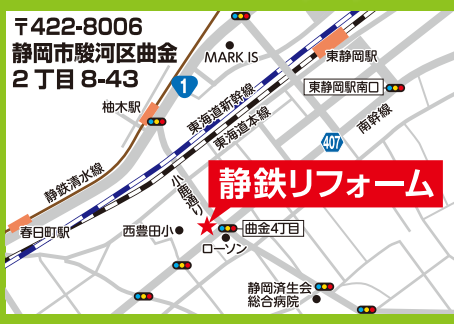 〒422-8006
静岡市駿河区曲金
2丁目8-43
MARK IS
東静岡駅
1
東静岡駅南口
柚木駅
東海道新幹線
東海道本線
南幹線
407
静鉄清水線
小鹿通り
静鉄リフォーム
春日町駅
西豊田小
曲金4丁目
ローソン
静岡済生会
総合病院